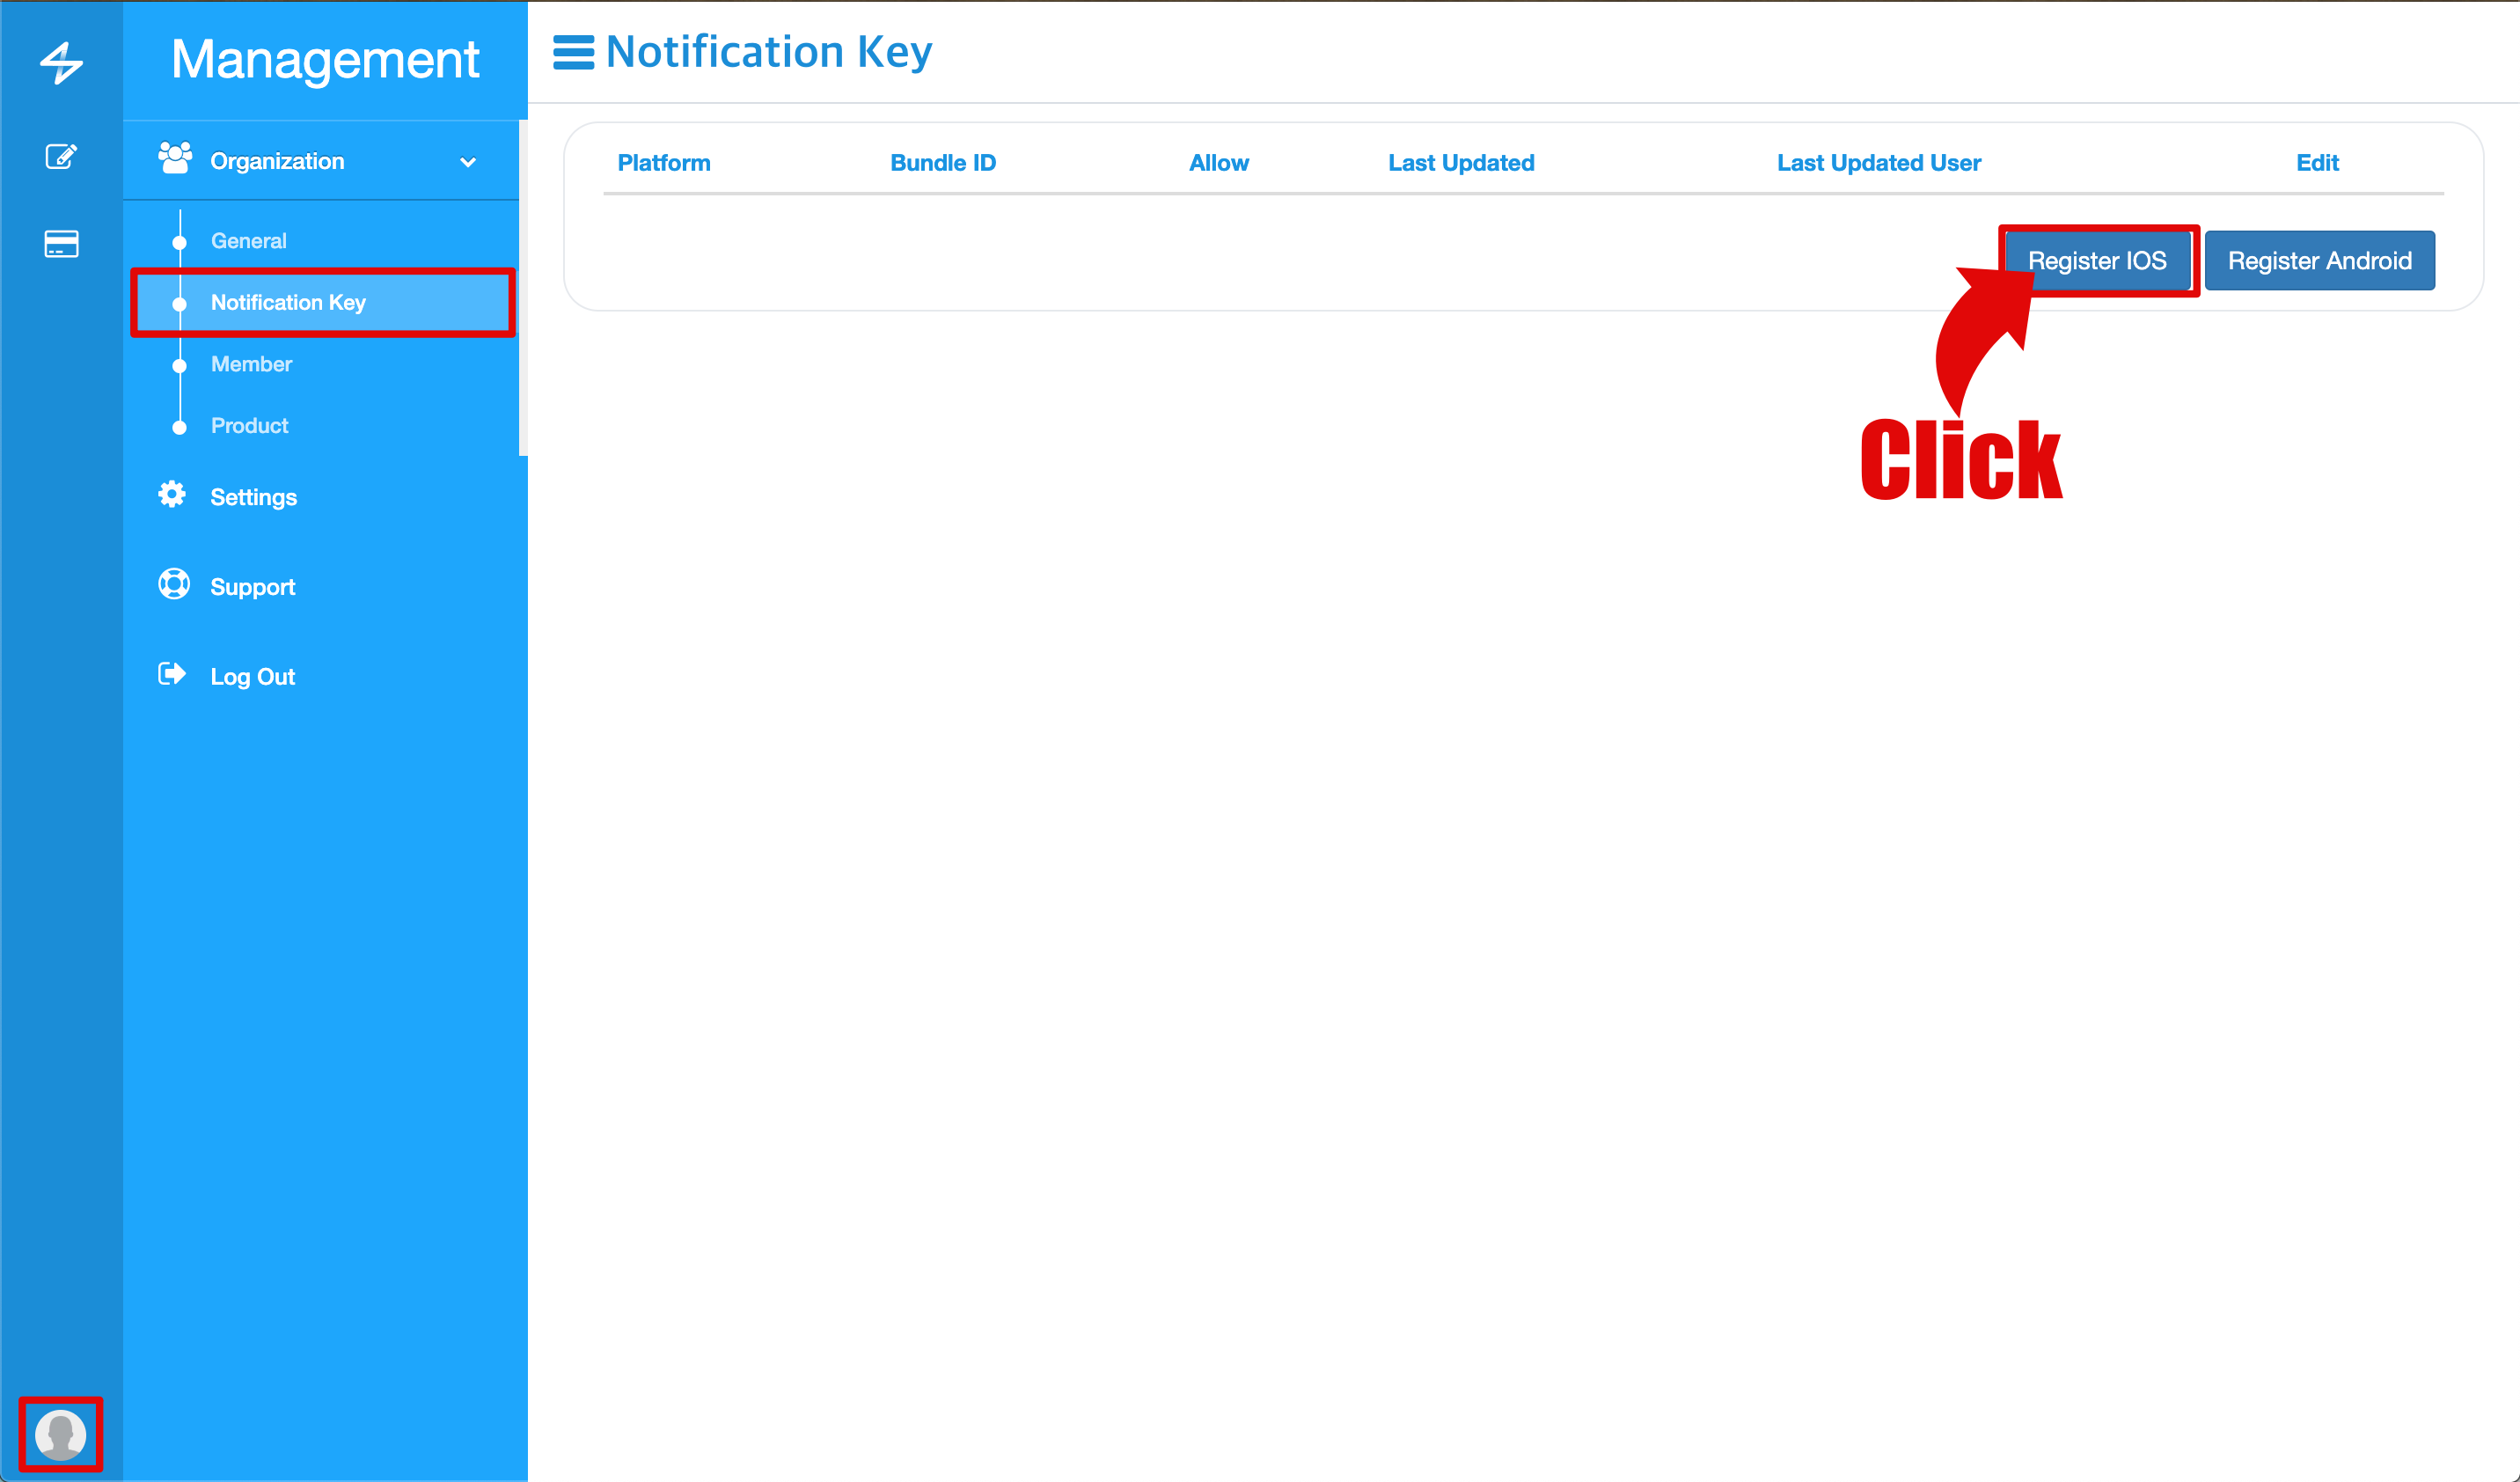 Management
Notification Key
Organization
Platform Bundle ID Allow Last Updated Last Updated User Edit
General
Register IOS Register Android
Notification Key
Member
Product
Click
Settings
Support
Log Out